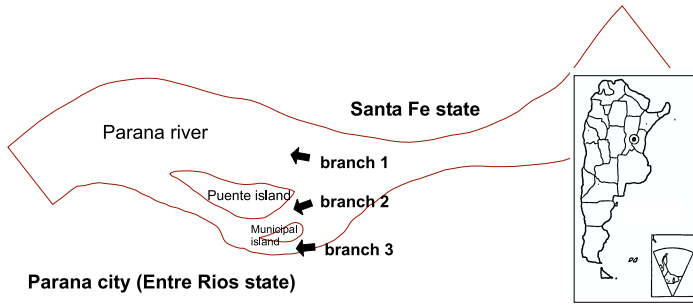 Santa Fe state
Parana river
branch 1
Puente island
branch 2
Municipal
island
branch 3
Parana city (Entre Rios state)